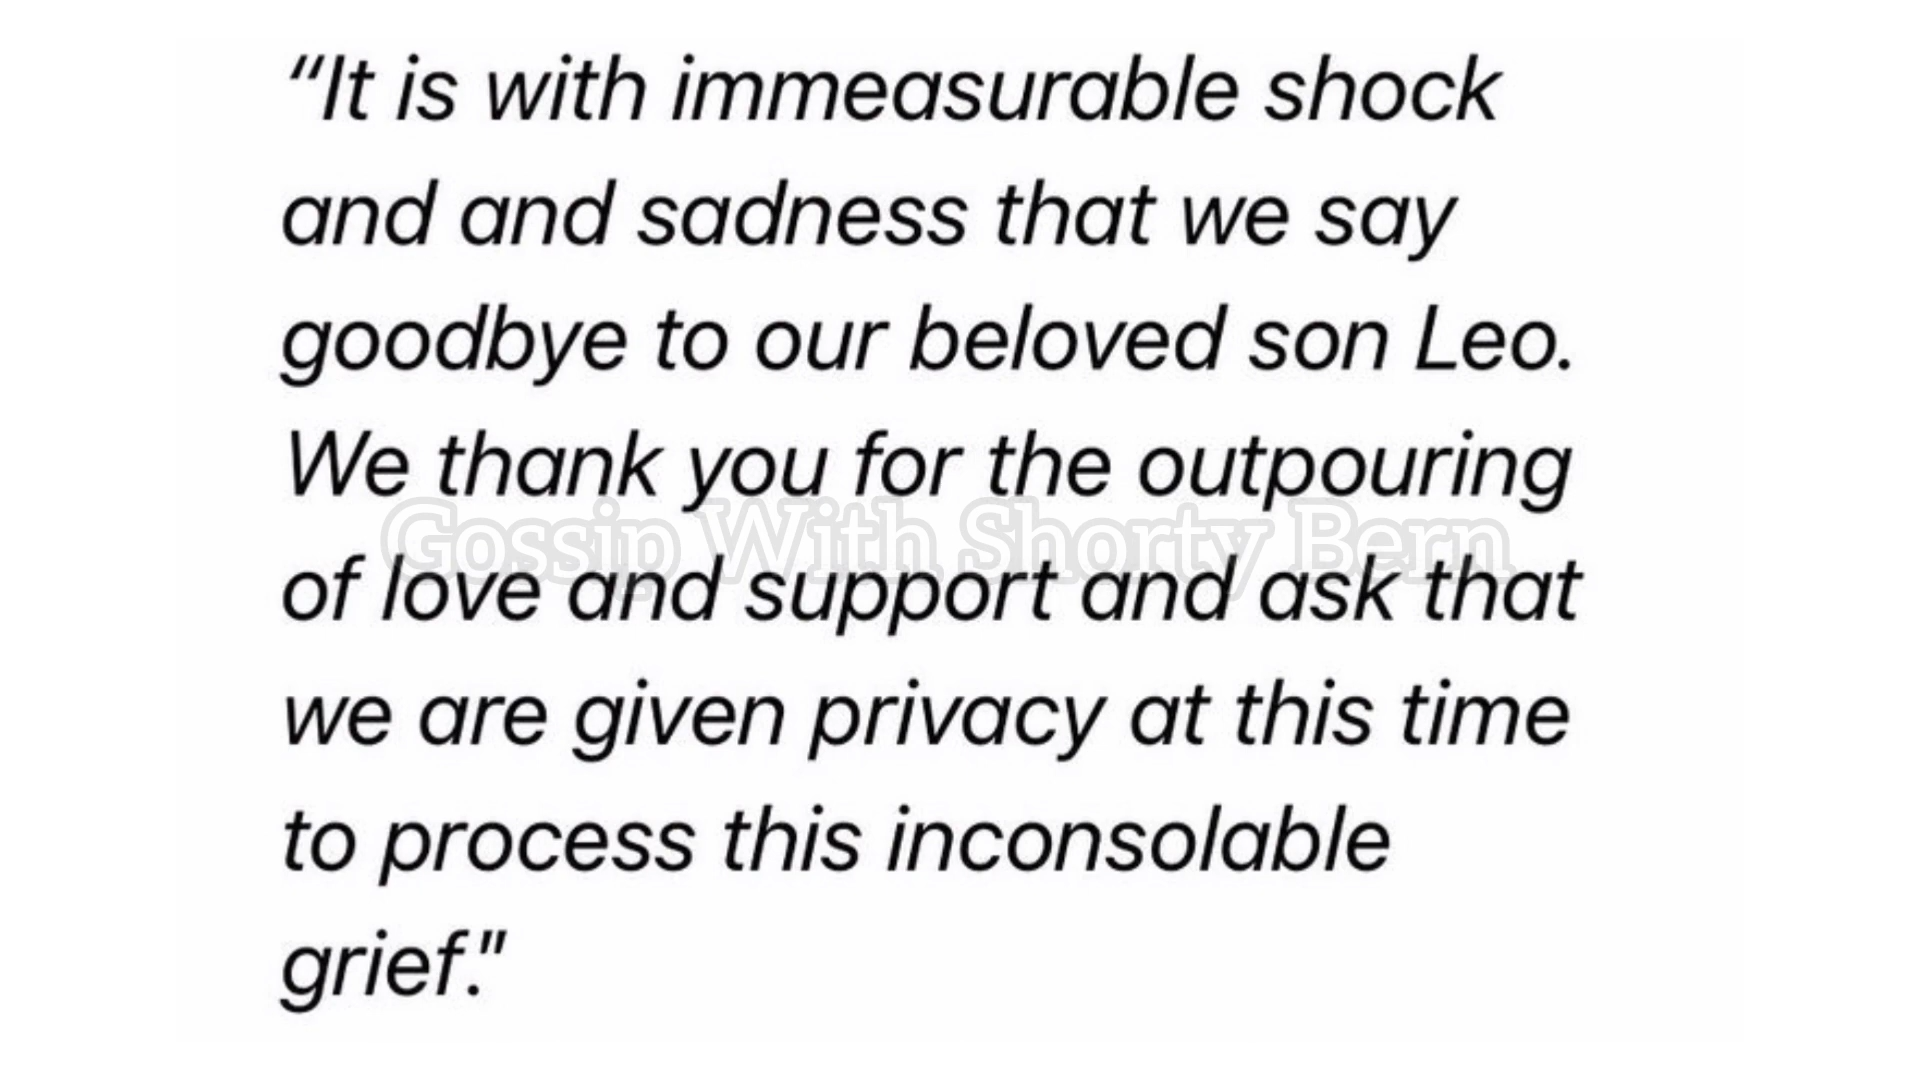 “It is with immeasurable shock
and and sadness that we say
goodbye to our beloved son Leo.
We thank you for the outpouring
Gossip With Shorty Bern
of love and support and ask that
we are given privacy at this time
to process this inconsolable
grief."